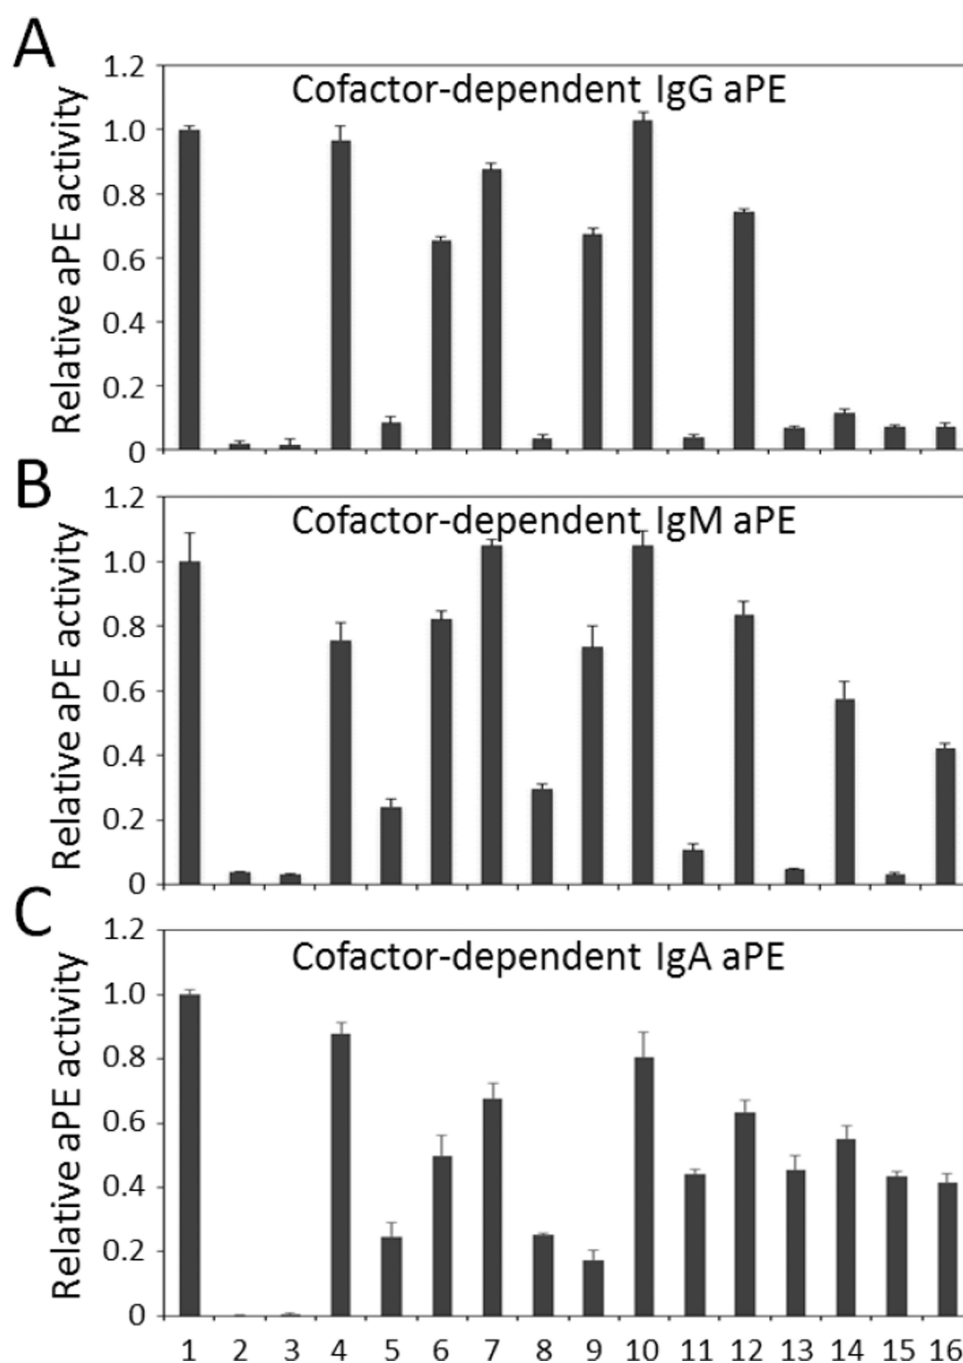 A
Cofactor-dependent IgG aPE
Relative aPE activity
1.2
1.0
0.8
0.6
0.4
0.2
0
B
Cofactor-dependent IgM aPE
Relative aPE activity
1.2
1.0
0.8
0.6
0.4
0.2
0
C
Cofactor-dependent IgA aPE
Relative aPE activity
1.2
1.0
0.8
0.6
0.4
0.2
0
1 2 3 4 5 6 7 8 9 10 11 12 13 14 15 16